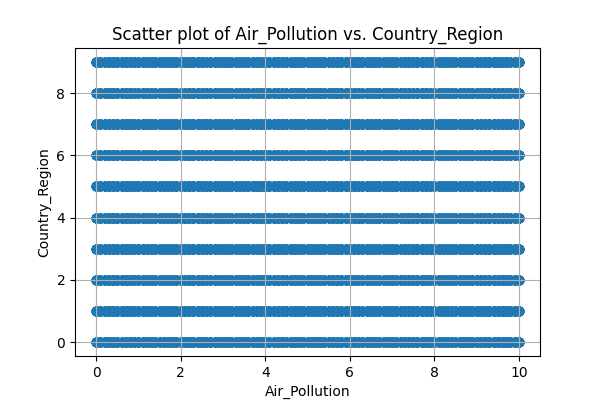 Scatter plot of Air_Pollution vs. Country_Region
Country_Region
8
6
4
2
0
0 2 4 6 8 10
Air_Pollution